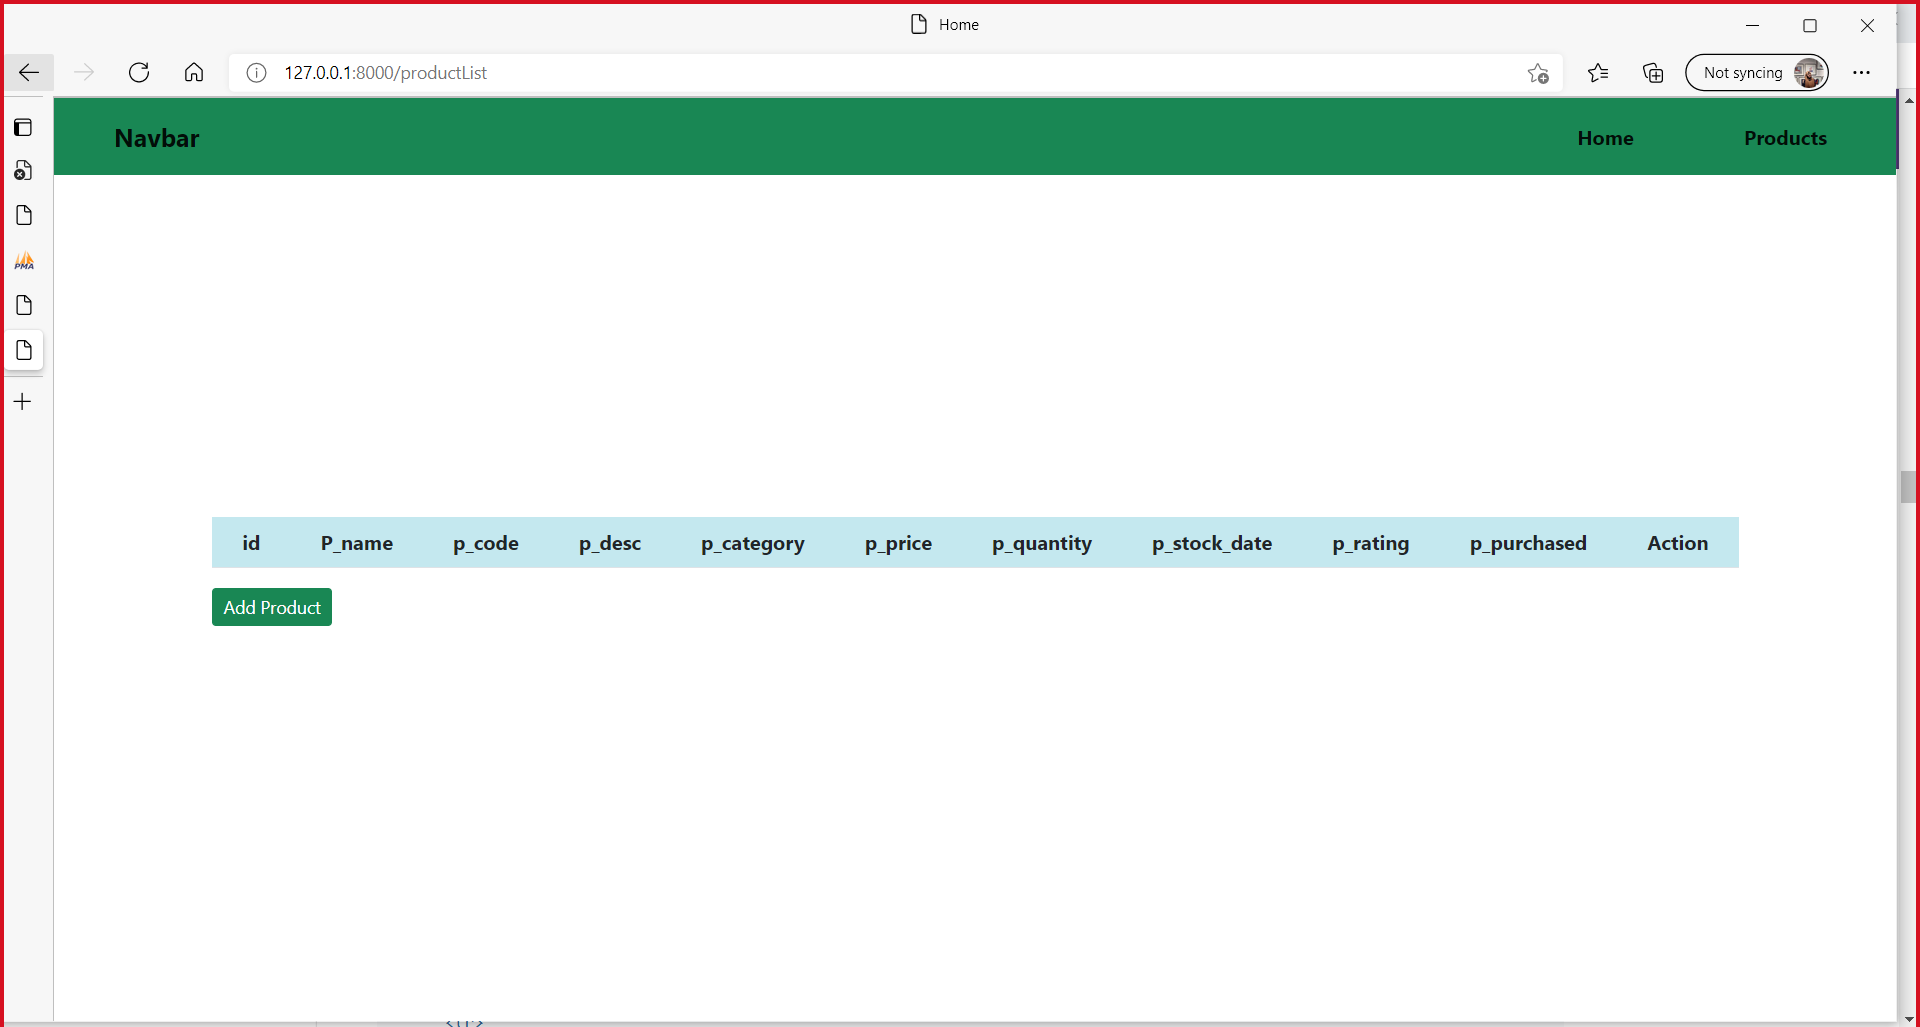 Home
127.0.0.1:8000/productList
Not syncing
Navbar Home Products
PMA
id P_name p_code p_desc p_category p_price p_quantity p_stock_date p_rating p_purchased Action
Add Product